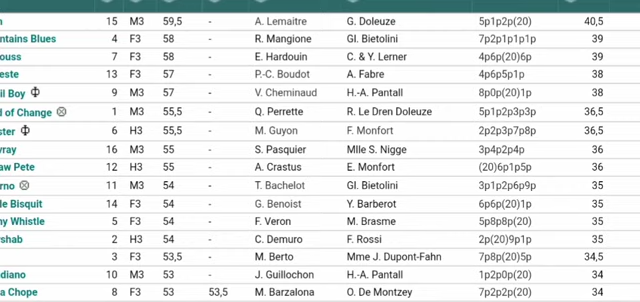 15 M3 59,5 - A. Lemaitre G. Doleuze 5p1p2p(20) 40,5
ntains Blues 4 F3 58 - R. Mangione Gl. Bietolini 7p2p1p1p1p 39
ouss 7 F3 58 - E. Hardouin C. & Y. Lerner 4p6p(20)6p 39
este 13 F3 57 - P.-C. Boudot A. Fabre 4p6p5p1p 38
il Boy 9 M3 57 - V. Cheminaud H.-A. Pantall 8p0p(20)1p 38
d of Change 1 M3 55,5 - Q. Perrette R. Le Dren Doleuze 5p1p2p3p3p 36,5
ster 6 H3 55,5 - M. Guyon F. Monfort 2p2p3p7p8p 36,5
vray 16 M3 55 - S. Pasquier Mlle S. Nigge 3p4p2p4p 36
aw Pete 12 H3 55 - A. Crastus E. Monfort (20)6p1p5p 36
rno 11 M3 54 - T. Bachelot Gl. Bietolini 3p1p2p6p9p 35
le Bisquit 14 F3 54 - G. Benoist Y. Barberot 6p6p(20)1p 35
ny Whistle 5 F3 54 - F. Veron M. Brasme 5p8p8p(20) 35
rshab 2 H3 54 - C. Demuro F. Rossi 2p(20)9p1p 35
3 F3 53,5 - M. Berto Mme J. Dupont-Fahn 7p8p(20)5p 34,5
diano 10 M3 53 - J. Guillochon H.-A. Pantall 1p2p0p(20) 34
a Chope 8 F3 53 53,5 M. Barzalona O. De Montzey 7p2p2p(20) 34